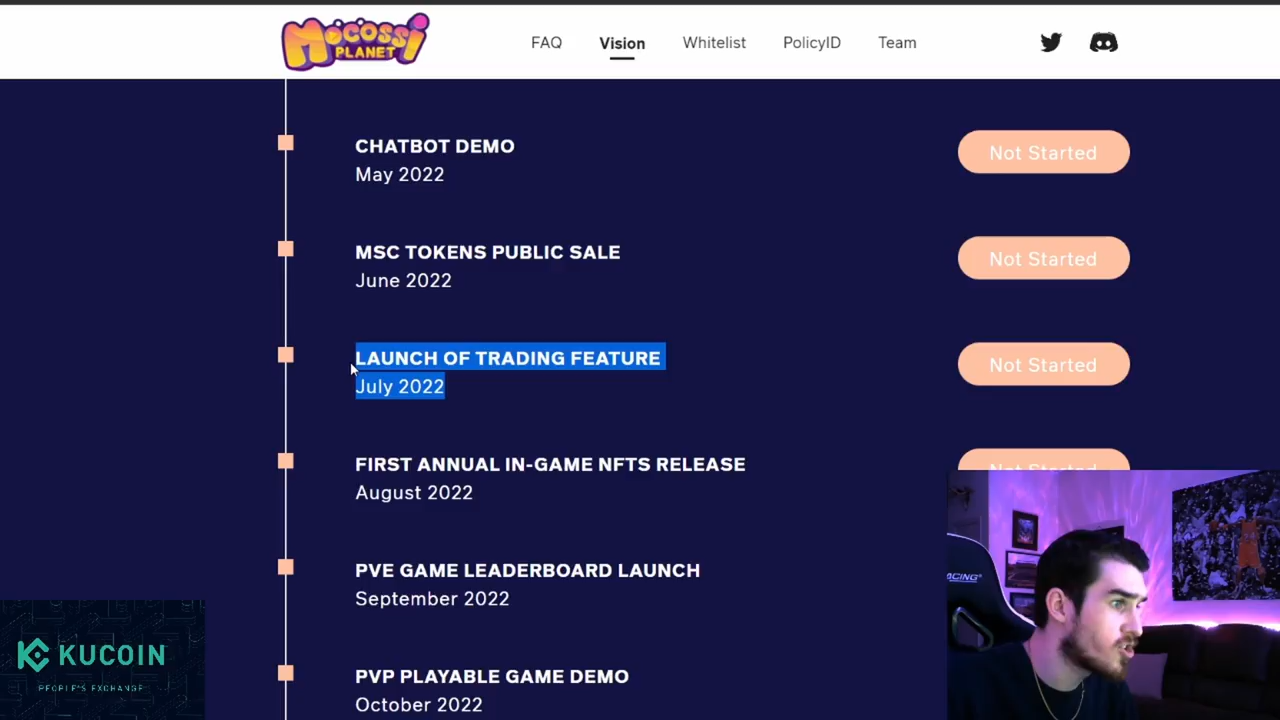 MOCOSSI
PLANET
FAQ
Vision
Whitelist
PolicyID
Team
CHATBOT DEMO
May 2022
Not Started
MSC TOKENS PUBLIC SALE
June 2022
Not Started
LAUNCH OF TRADING FEATURE
July 2022
Not Started
FIRST ANNUAL IN-GAME NFTS RELEASE
August 2022
Not Started
PVE GAME LEADERBOARD LAUNCH
September 2022
PVP PLAYABLE GAME DEMO
October 2022
KUCOIN
PEOPLE'S EXCHANGE